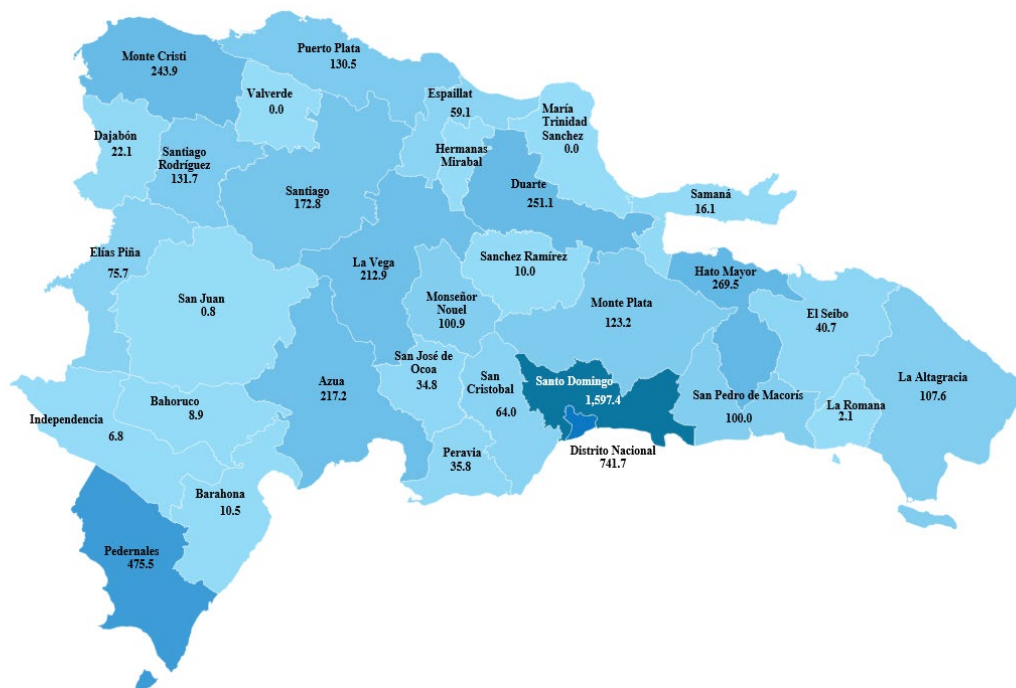 Puerto Plata
130.5
Monte Cristi
243.9
Valverde
0.0
Espaillat
59.1
María
Trinidad
Sanchez
0.0
Dajabón
22.1
Santiago
Rodríguez
131.7
Hermanas
Mirabal
Santiago
172.8
Duarte
251.1
Samaná
16.1
Elías Piña
75.7
La Vega
212.9
Sanchez Ramírez
10.0
Hato Mayor
269.5
San Juan
0.8
Monseñor
Nouel
100.9
Monte Plata
123.2
El Seibo
40.7
San José de
Ocoa
34.8
San
Cristobal
64.0
Azua
217.2
Santo Domingo
1,597.4
La Altagracia
107.6
San Pedro de Macorís
100.0
La Romana
2.1
Bahoruco
8.9
Independencia
6.8
Peravia
35.8
Distrito Nacional
741.7
Barahona
10.5
Pedernales
475.5